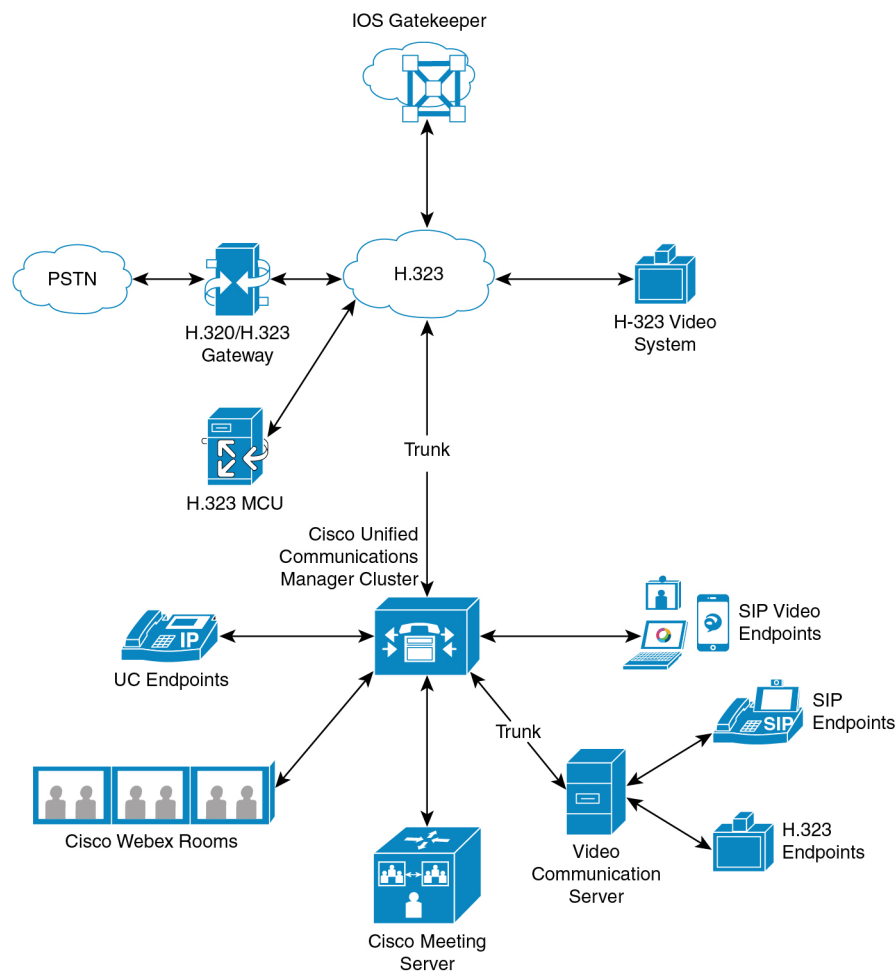 IOS Gatekeeper
PSTN
H.323
H.320/H.323
Gateway
H-323 Video
System
H.323 MCU
Trunk
Cisco Unified
Communications
Manager Cluster
IP
UC Endpoints
SIP Video
Endpoints
Trunk
SIP
SIP
Endpoints
Cisco Webex Rooms
Video
Communication
Server
H.323
Endpoints
Cisco Meeting
Server